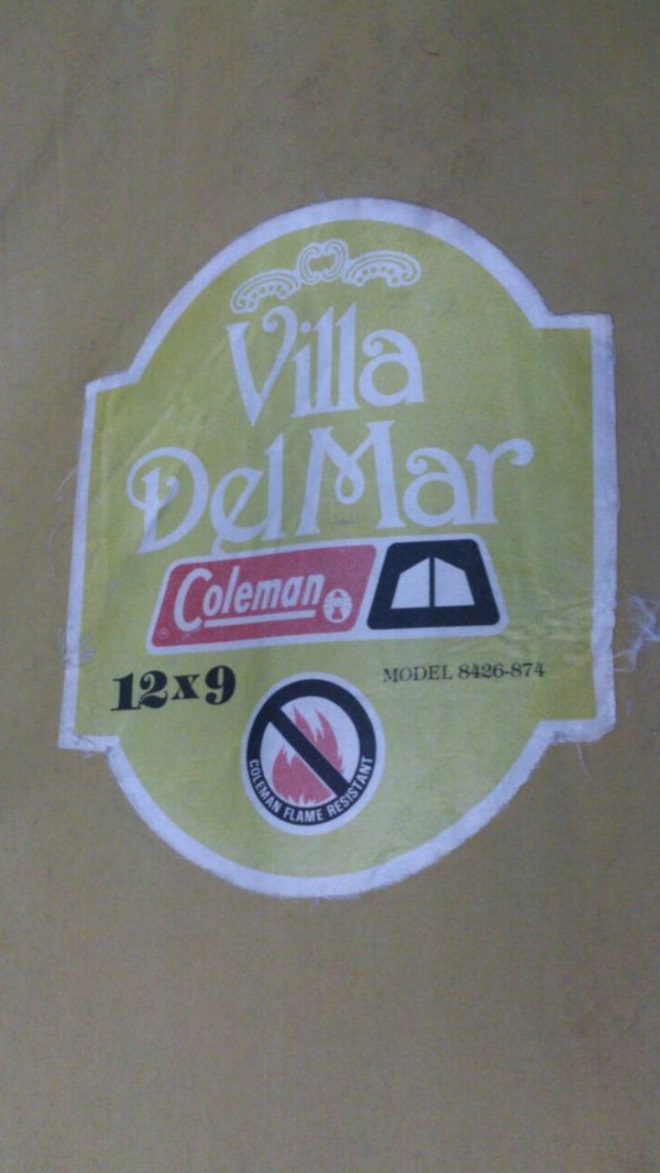 Villa
Del Mar
Coleman
12x9
MODEL 8426-874
COLEMAN FLAME RESISTANT